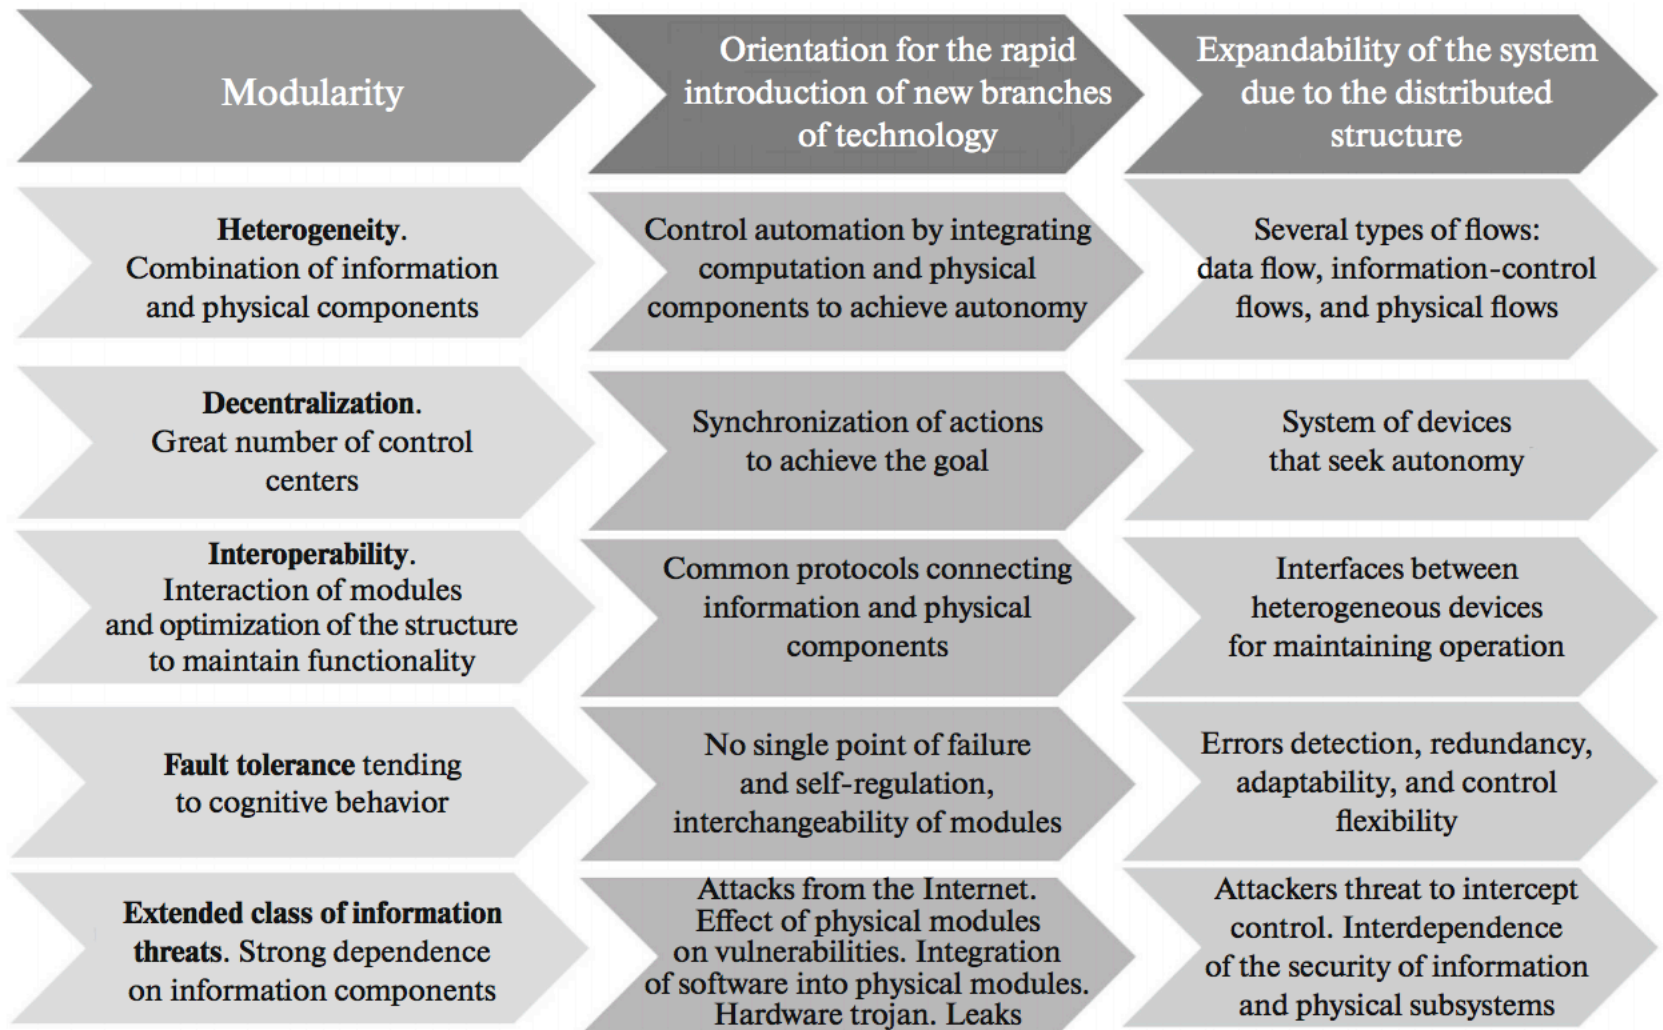 Modularity
Orientation for the rapid
introduction of new branches
of technology
Expandability of the system
due to the distributed
structure
Heterogeneity.
Combination of information
and physical components
Control automation by integrating
computation and physical
components to achieve autonomy
Several types of flows:
data flow, information-control
flows, and physical flows
Decentralization.
Great number of control
centers
Synchronization of actions
to achieve the goal
System of devices
that seek autonomy
Interoperability.
Interaction of modules
and optimization of the structure
to maintain functionality
Common protocols connecting
information and physical
components
Interfaces between
heterogeneous devices
for maintaining operation
Fault tolerance tending
to cognitive behavior
No single point of failure
and self-regulation,
interchangeability of modules
Errors detection, redundancy,
adaptability, and control
flexibility
Extended class of information
threats. Strong dependence
on information components
Attacks from the Internet.
Effect of physical modules
on vulnerabilities. Integration
of software into physical modules.
Hardware trojan. Leaks
Attackers threat to intercept
control. Interdependence
of the security of information
and physical subsystems